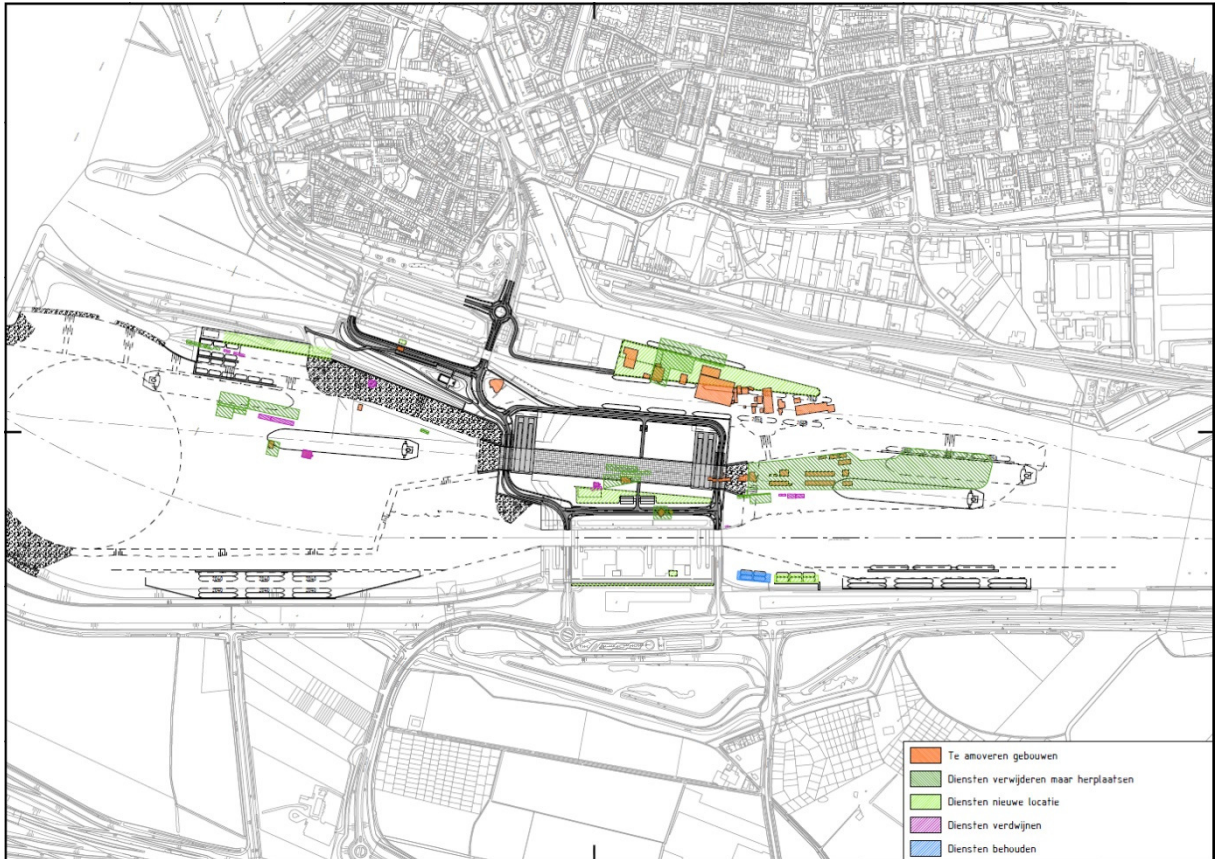 Te amoveren gebouwen
Diensten verwijderen maar herplaatsen
Diensten nieuwe locatie
Diensten verdwijnen
Diensten behouden